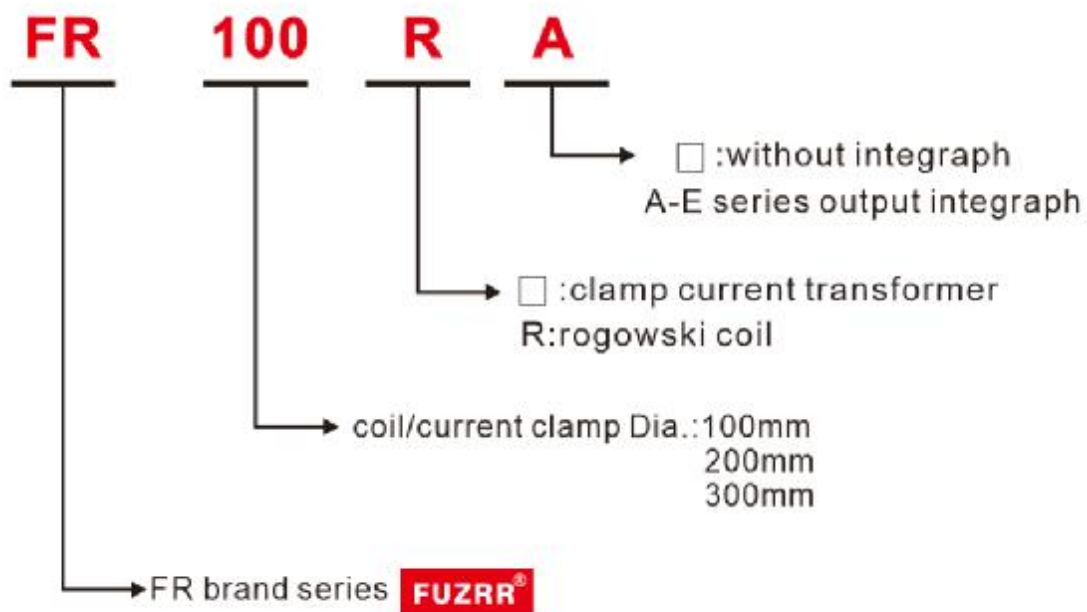 FR 100 R A
□ :without integraph
A-E series output integraph
□ :clamp current transformer
R:rogowski coil
coil/current clamp Dia.:100mm
200mm
300mm
FR brand series FUZRR®